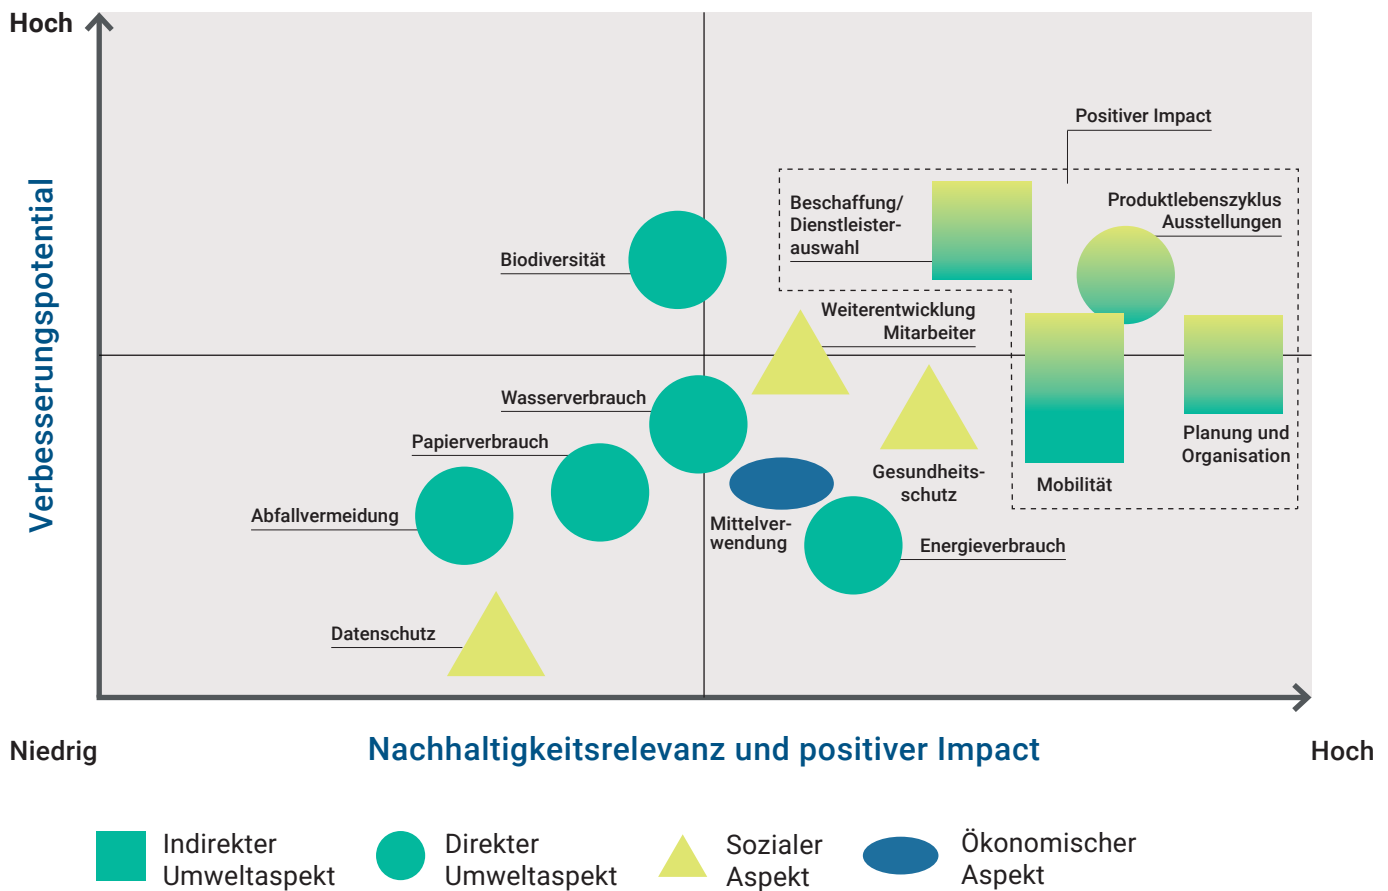 Hoch
Positiver Impact
Beschaffung/
Dienstleister-
auswahl
Produktlebenszyklus
Ausstellungen
Biodiversität
Weiterentwicklung
Mitarbeiter
Verbesserungspotential
Wasserverbrauch
Papierverbrauch
Abfallvermeidung
Gesundheits-
schutz
Planung und
Organisation
Mobilität
Mittelver-
wendung
Energieverbrauch
Datenschutz
Niedrig
Nachhaltigkeitsrelevanz und positiver Impact
Hoch
Indirekter
Umweltaspekt
Direkter
Umweltaspekt
Sozialer
Aspekt
Ökonomischer
Aspekt